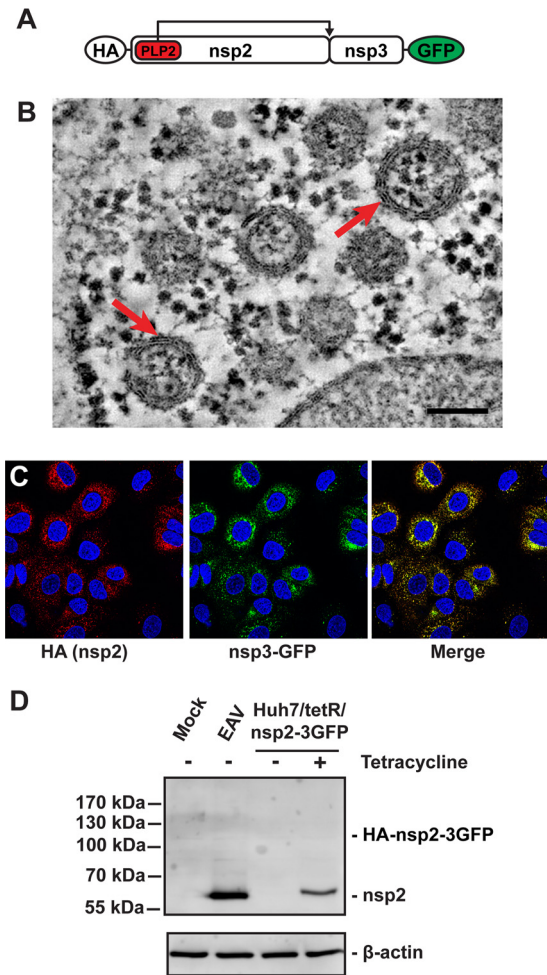 A
HA PLP2 nsp2 nsp3 GFP
B
C
HA (nsp2) nsp3-GFP Merge
D
Mock EAV Huh7/tetR/
nsp2-3GFP
- - - + Tetracycline
170 kDa
130 kDa
HA-nsp2-3GFP
100 kDa
70 kDa
nsp2
55 kDa
β-actin